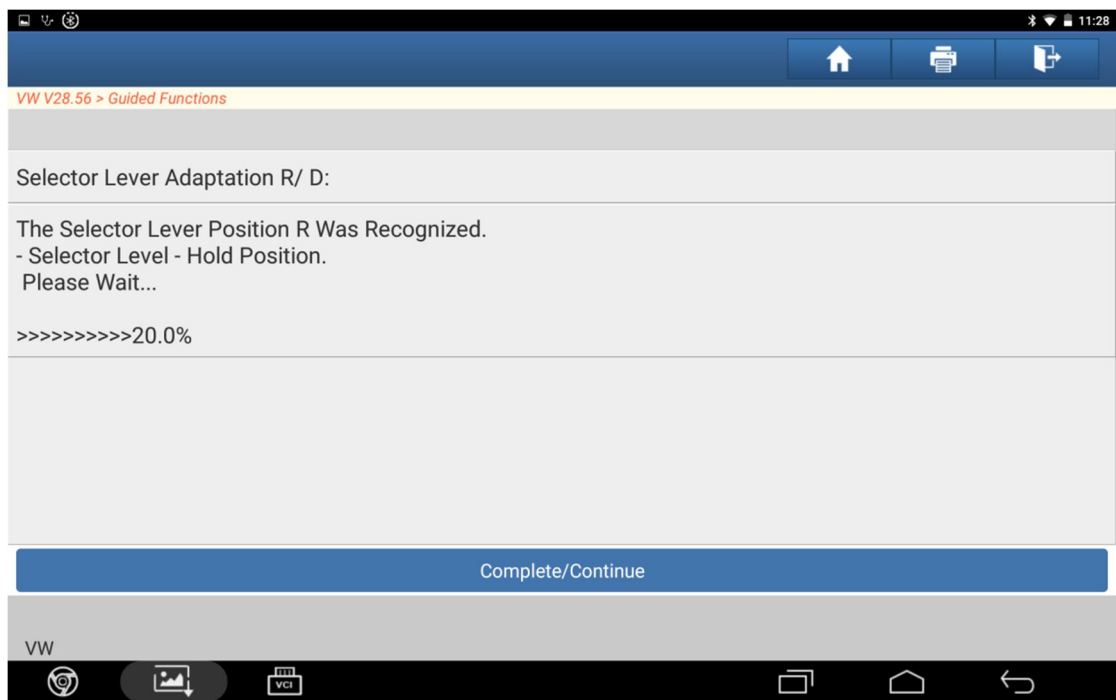 11:28
VW V28.56 > Guided Functions
Selector Lever Adaptation R/ D:
The Selector Lever Position R Was Recognized.
- Selector Level - Hold Position.
Please Wait...
>>>>>>>>>>20.0%
Complete/Continue
VW
VCI